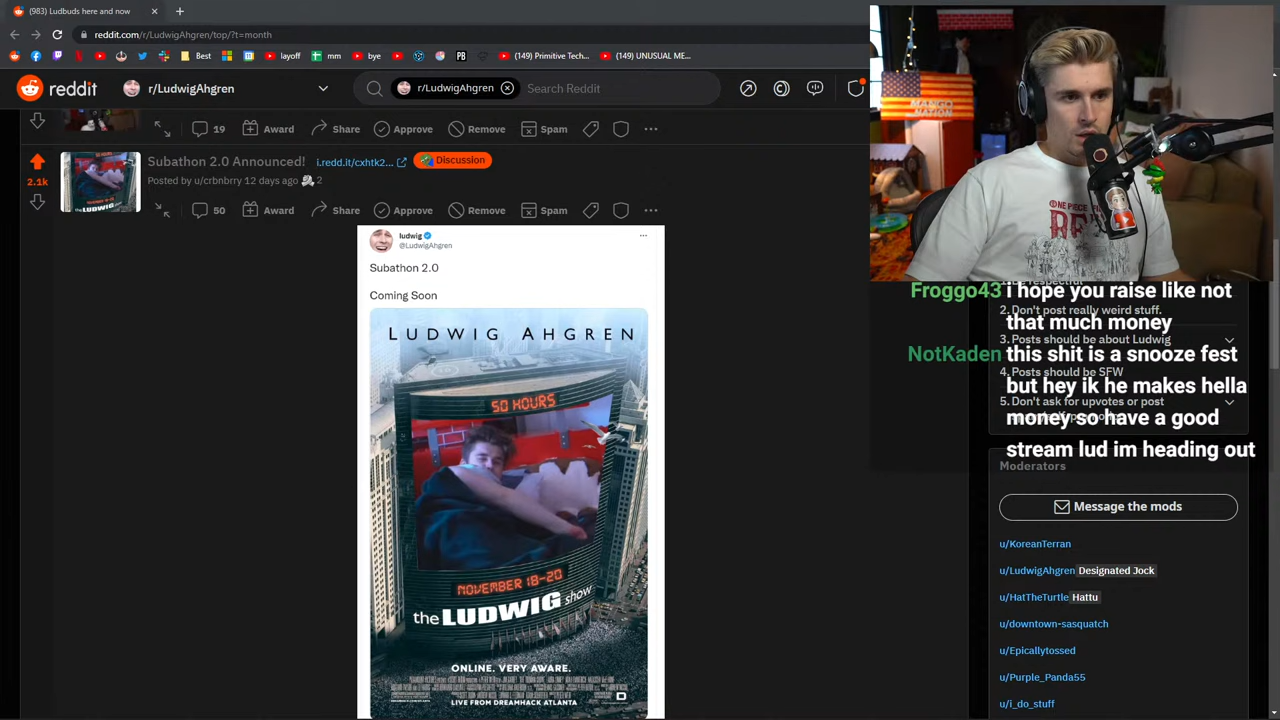 (983) Ludbuds here and now
reddit.com/r/LudwigAhgren/top/?t=month
Best
layoff
mm
bye
PB
(149) Primitive Tech...
(149) UNUSUAL ME...
reddit
r/LudwigAhgren
r/LudwigAhgren
Search Reddit
Award
Share
Approve
Remove
Spam
2.1k
Subathon 2.0 Announced!
i.redd.it/cxhtk2...
Discussion
Posted by u/crbnbrry 12 days ago
2
50
Award
Share
Approve
Remove
Spam
ludwig
@LudwigAhgren
Subathon 2.0
Coming Soon
LUDWIG AHGREN
50 HOURS
NOVEMBER 18-20
the LUDWIG show
ONLINE. VERY AWARE.
LIVE FROM DREAMHACK ATLANTA
MANGO
NATION
Froggo43 i hope you raise like not
that much money
NotKaden this shit is a snooze fest
but hey ik he makes hella
money so have a good
stream lud im heading out
2. Don't post really weird stuff.
3. Posts should be about Ludwig
4. Posts should be SFW
5. Don't ask for upvotes or post
Moderators
Message the mods
u/KoreanTerran
u/LudwigAhgren Designated Jock
u/HatTheTurtle Hattu
u/downtown-sasquatch
u/Epicallytossed
u/Purple_Panda55
u/i_do_stuff